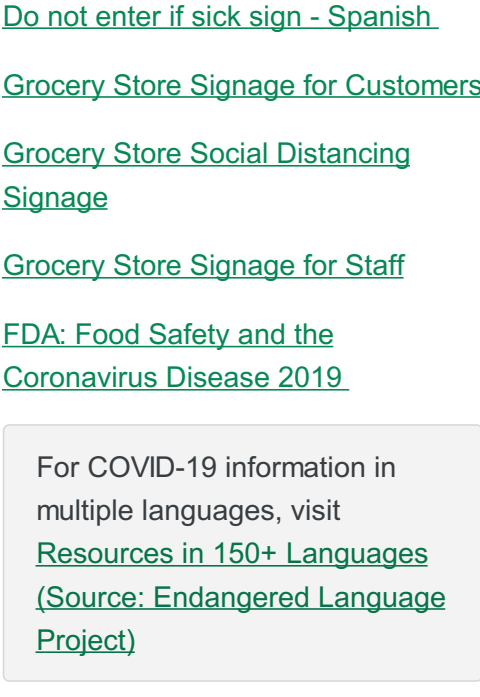 Do not enter if sick sign - Spanish
Grocery Store Signage for Customers
Grocery Store Social Distancing
Signage
Grocery Store Signage for Staff
FDA: Food Safety and the
Coronavirus Disease 2019
For COVID-19 information in
multiple languages, visit
Resources in 150+ Languages
(Source: Endangered Language
Project)